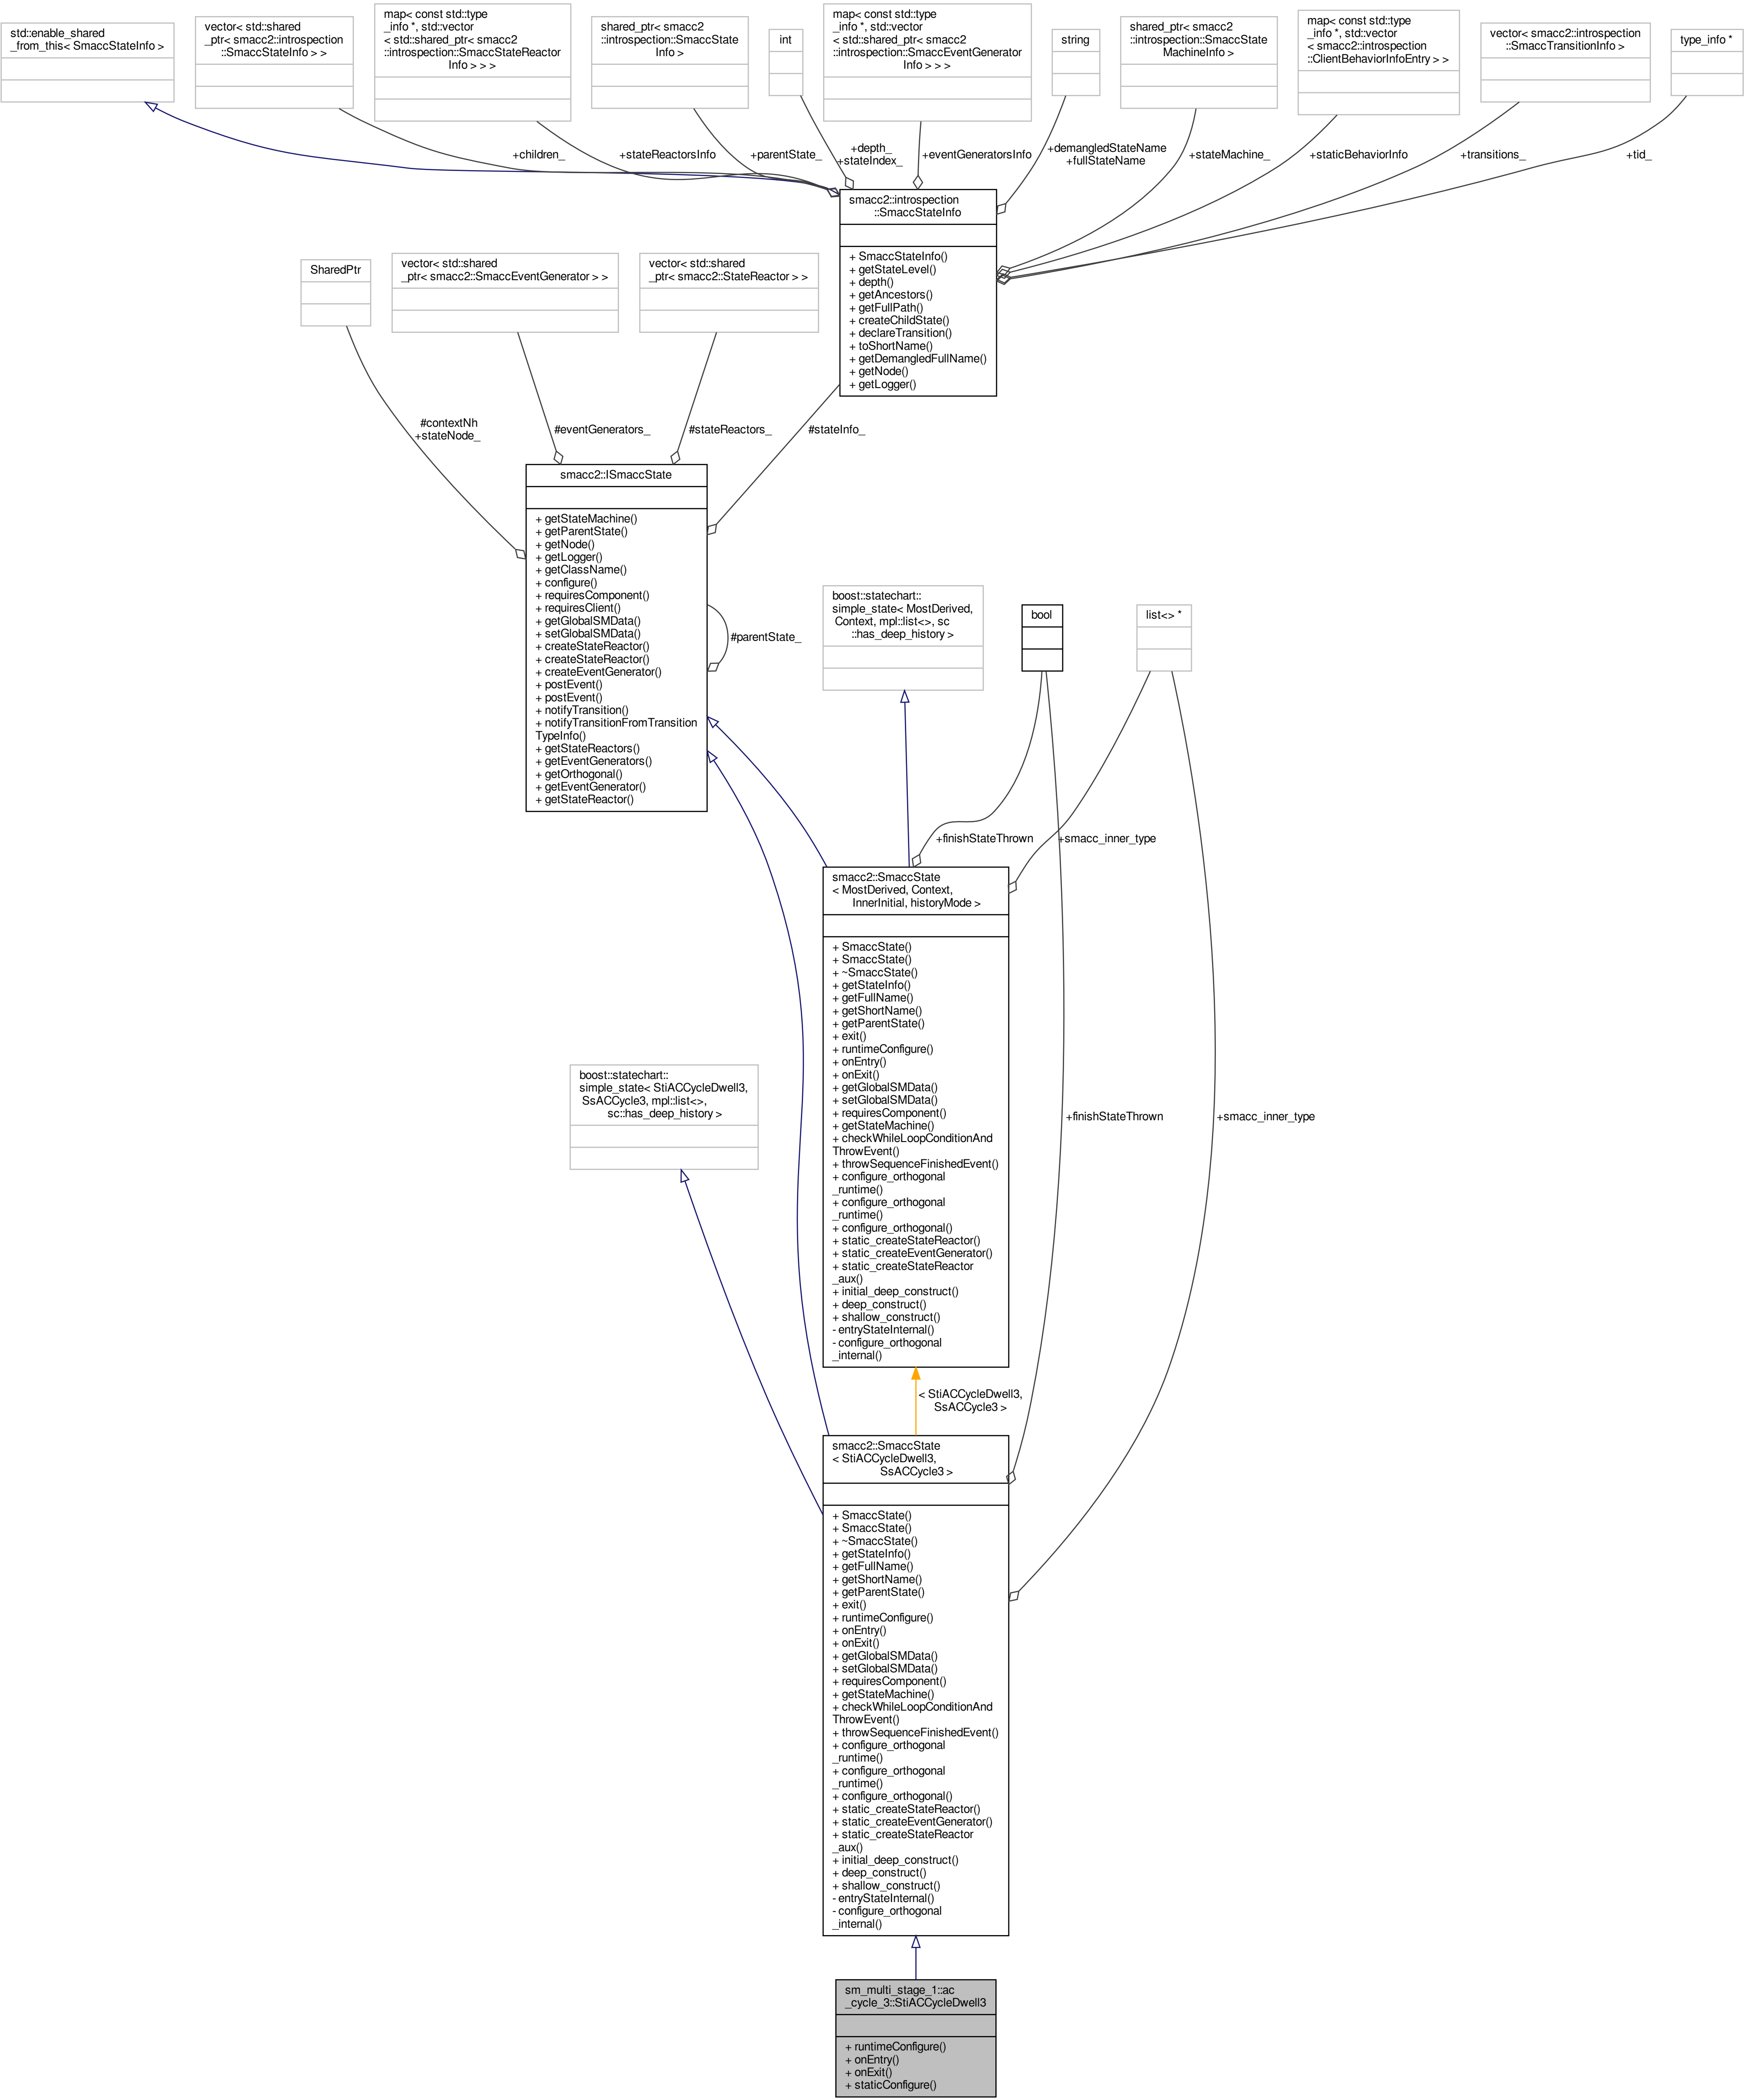 std::enable_shared
_from_this< SmaccStateInfo >
vector< std::shared
_ptr< smacc2::introspection
::SmaccStateInfo > >
map< const std::type
_info *, std::vector
< std::shared_ptr< smacc2
::introspection::SmaccStateReactor
Info > > >
shared_ptr< smacc2
::introspection::SmaccState
Info >
int
map< const std::type
_info *, std::vector
< std::shared_ptr< smacc2
::introspection::SmaccEventGenerator
Info > > >
string
shared_ptr< smacc2
::introspection::SmaccState
MachineInfo >
map< const std::type
_info *, std::vector
< smacc2::introspection
::ClientBehaviorInfoEntry > >
vector< smacc2::introspection
::SmaccTransitionInfo >
type_info *
+children_
+stateReactorsInfo
+parentState_
+depth_
+stateIndex_
+eventGeneratorsInfo
+demangledStateName
+fullStateName
+stateMachine_
+staticBehaviorInfo
+transitions_
+tid_
smacc2::introspection
::SmaccStateInfo
+ SmaccStateInfo()
+ getStateLevel()
+ depth()
+ getAncestors()
+ getFullPath()
+ createChildState()
+ declareTransition()
+ toShortName()
+ getDemangledFullName()
+ getNode()
+ getLogger()
SharedPtr
vector< std::shared
_ptr< smacc2::SmaccEventGenerator > >
vector< std::shared
_ptr< smacc2::StateReactor > >
#contextNh
+stateNode_
#eventGenerators_
#stateReactors_
#stateInfo_
smacc2::ISmaccState
+ getStateMachine()
+ getParentState()
+ getNode()
+ getLogger()
+ getClassName()
+ configure()
+ requiresComponent()
+ requiresClient()
+ getGlobalSMData()
+ setGlobalSMData()
+ createStateReactor()
+ createStateReactor()
+ createEventGenerator()
+ postEvent()
+ postEvent()
+ notifyTransition()
+ notifyTransitionFromTransition
TypeInfo()
+ getStateReactors()
+ getEventGenerators()
+ getOrthogonal()
+ getEventGenerator()
+ getStateReactor()
#parentState_
boost::statechart::
simple_state< MostDerived,
Context, mpl::list<>, sc
::has_deep_history >
bool
list<> *
+finishStateThrown
+smacc_inner_type
smacc2::SmaccState
< MostDerived, Context,
InnerInitial, historyMode >
+ SmaccState()
+ SmaccState()
+ ~SmaccState()
+ getStateInfo()
+ getFullName()
+ getShortName()
+ getParentState()
+ exit()
+ runtimeConfigure()
+ onEntry()
+ onExit()
+ getGlobalSMData()
+ setGlobalSMData()
+ requiresComponent()
+ getStateMachine()
+ checkWhileLoopConditionAnd
ThrowEvent()
+ throwSequenceFinishedEvent()
+ configure_orthogonal
_runtime()
+ configure_orthogonal
_runtime()
+ configure_orthogonal()
+ static_createStateReactor()
+ static_createEventGenerator()
+ static_createStateReactor
_aux()
+ initial_deep_construct()
+ deep_construct()
+ shallow_construct()
- entryStateInternal()
- configure_orthogonal
_internal()
boost::statechart::
simple_state< StiACCycleDwell3,
SsACCycle3, mpl::list<>,
sc::has_deep_history >
+finishStateThrown
+smacc_inner_type
< StiACCycleDwell3,
SsACCycle3 >
smacc2::SmaccState
< StiACCycleDwell3,
SsACCycle3 >
+ SmaccState()
+ SmaccState()
+ ~SmaccState()
+ getStateInfo()
+ getFullName()
+ getShortName()
+ getParentState()
+ exit()
+ runtimeConfigure()
+ onEntry()
+ onExit()
+ getGlobalSMData()
+ setGlobalSMData()
+ requiresComponent()
+ getStateMachine()
+ checkWhileLoopConditionAnd
ThrowEvent()
+ throwSequenceFinishedEvent()
+ configure_orthogonal
_runtime()
+ configure_orthogonal
_runtime()
+ configure_orthogonal()
+ static_createStateReactor()
+ static_createEventGenerator()
+ static_createStateReactor
_aux()
+ initial_deep_construct()
+ deep_construct()
+ shallow_construct()
- entryStateInternal()
- configure_orthogonal
_internal()
sm_multi_stage_1::ac
_cycle_3::StiACCycleDwell3
+ runtimeConfigure()
+ onEntry()
+ onExit()
+ staticConfigure()